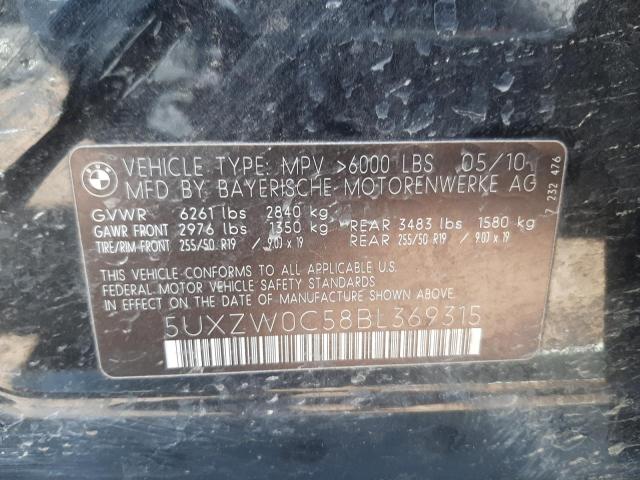 BMW
VEHICLE TYPE: MPV >6000 LBS 05/10
MFD BY BAYERISCHE MOTORENWERKE AG
GVWR 6261 lbs 2840 kg
GAWR FRONT 2976 lbs 1350 kg REAR 3483 lbs 1580 kg
TIRE/RIM FRONT 255/50 R19 / 9.0J x 19 REAR 255/50 R19 / 9.0J x 19
THIS VEHICLE CONFORMS TO ALL APPLICABLE U.S.
FEDERAL MOTOR VEHICLE SAFETY STANDARDS
IN EFFECT ON THE DATE OF MANUFACTURE SHOWN ABOVE.
5UXZW0C58BL369315
7 232 476